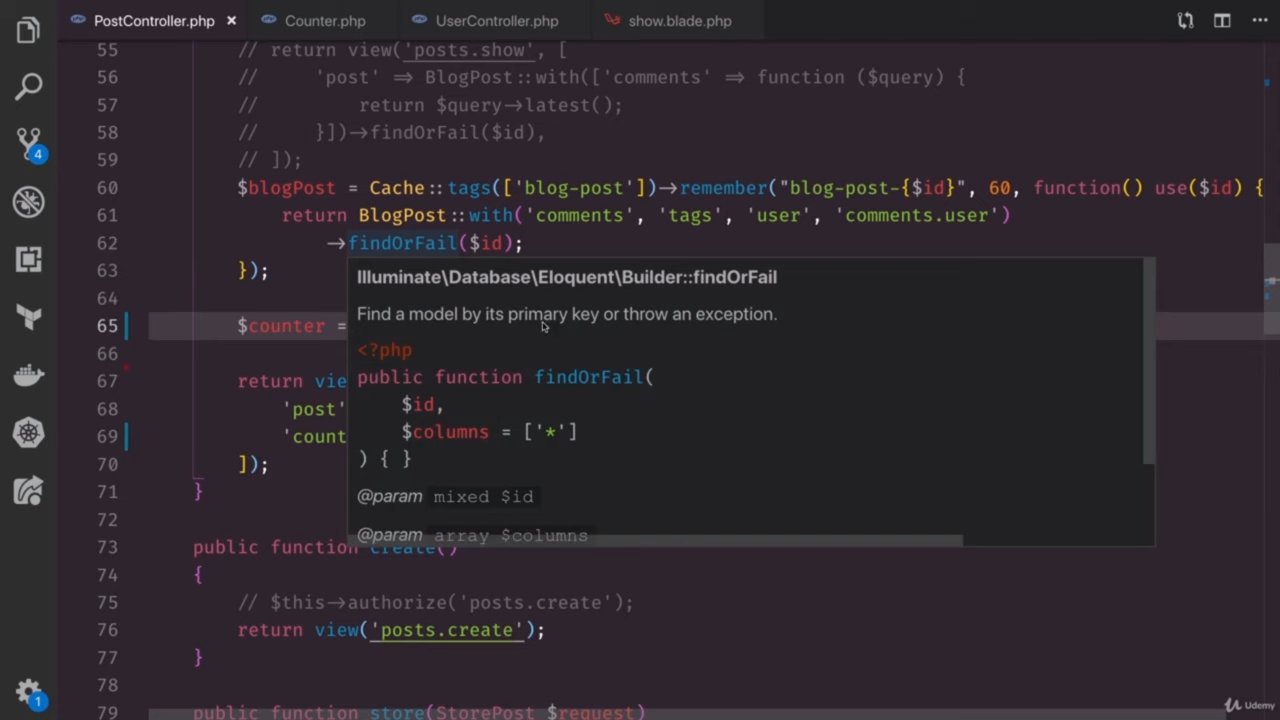 PostController.php ×
Counter.php
UserController.php
show.blade.php
55 // return view('posts.show', [
56 // 'post' => BlogPost::with(['comments' => function ($query) {
57 // return $query->latest();
58 // }])->findOrFail($id),
59 // ]);
60 $blogPost = Cache::tags(['blog-post'])->remember("blog-post-{$id}", 60, function() use($id) {
61 return BlogPost::with('comments', 'tags', 'user', 'comments.user')
62 ->findOrFail($id);
63 });
64
65 $counter =
66
67 return vie
68 'post'
69 'count
70 ]);
71 }
72
73 public function create()
74 {
75 // $this->authorize('posts.create');
76 return view('posts.create');
77 }
78
79 public function store(StorePost $request)
Illuminate\Database\Eloquent\Builder::findOrFail
Find a model by its primary key or throw an exception.
<?php
public function findOrFail(
$id,
$columns = ['*']
) { }
@param mixed $id
@param array $columns
4
1
Udemy